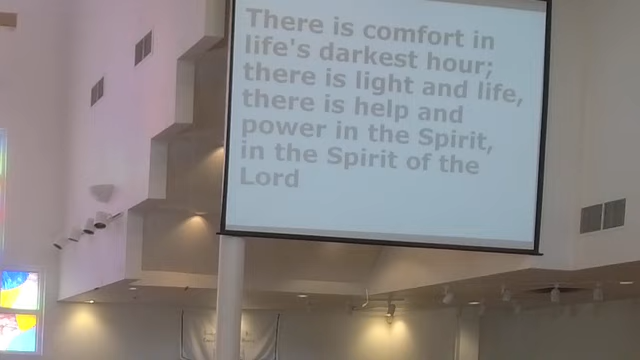 There is comfort in
life's darkest hour;
there is light and life,
there is help and
power in the Spirit,
in the Spirit of the
Lord